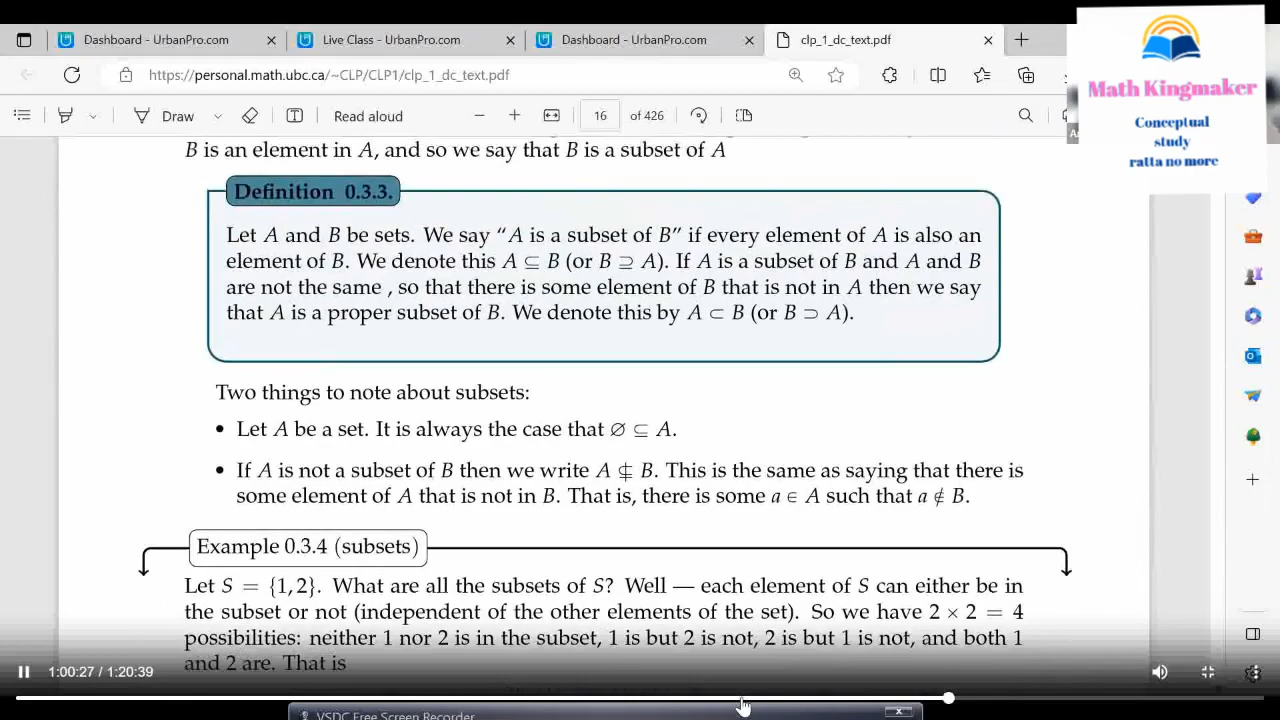 Dashboard - UrbanPro.com
Live Class - UrbanPro.com
Dashboard - UrbanPro.com
clp_1_dc_text.pdf
https://personal.math.ubc.ca/~CLP/CLP1/clp_1_dc_text.pdf
Draw
Read aloud
16 of 426
Math Kingmaker
Conceptual
study
ratta no more
B is an element in A, and so we say that B is a subset of A
Definition 0.3.3.
Let A and B be sets. We say “A is a subset of B” if every element of A is also an
element of B. We denote this A ⊆ B (or B ⊇ A). If A is a subset of B and A and B
are not the same , so that there is some element of B that is not in A then we say
that A is a proper subset of B. We denote this by A ⊂ B (or B ⊃ A).
Two things to note about subsets:
• Let A be a set. It is always the case that ∅ ⊆ A.
• If A is not a subset of B then we write A ⊈ B. This is the same as saying that there is
some element of A that is not in B. That is, there is some a ∈ A such that a ∉ B.
Example 0.3.4 (subsets)
Let S = {1, 2}. What are all the subsets of S? Well — each element of S can either be in
the subset or not (independent of the other elements of the set). So we have 2 × 2 = 4
possibilities: neither 1 nor 2 is in the subset, 1 is but 2 is not, 2 is but 1 is not, and both 1
and 2 are. That is
1:00:27 / 1:20:39
VSDC Free Screen Recorder